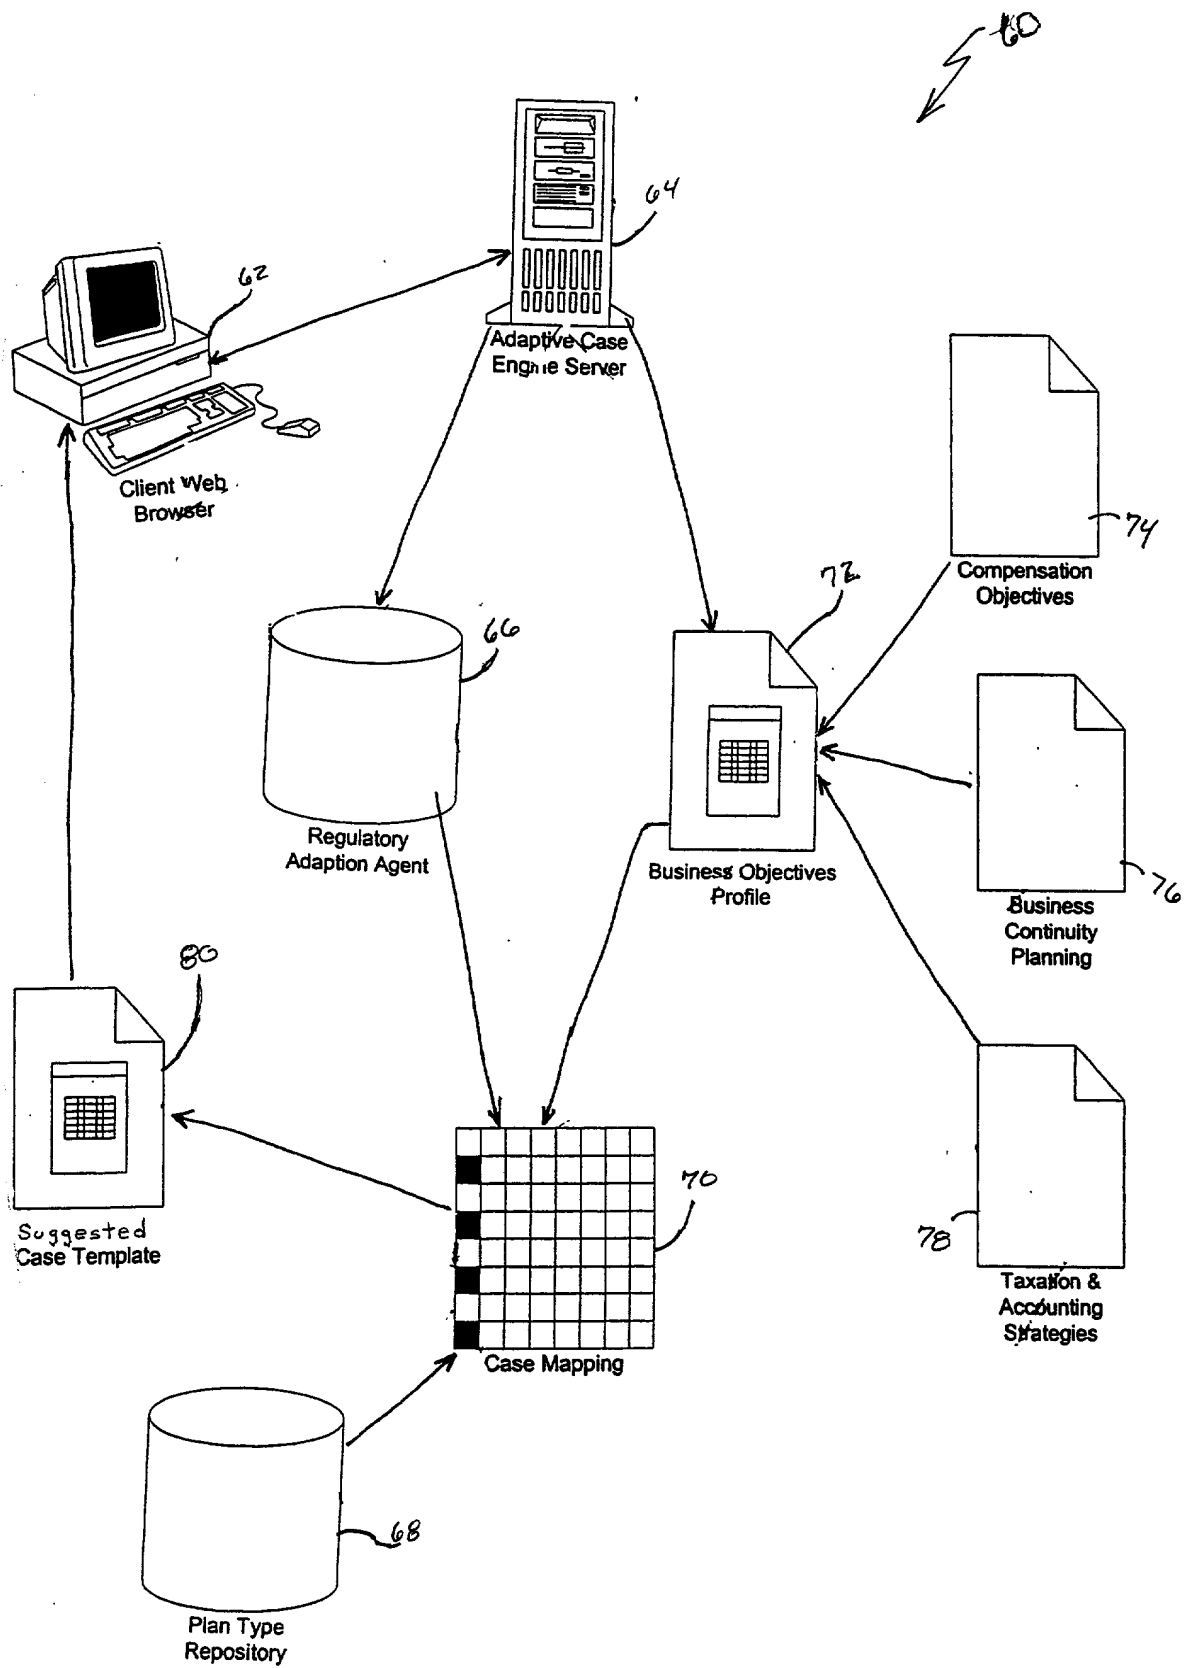 60
64
62
Adaptive Case
Engine Server
Client Web
Browser
74
Compensation
Objectives
72
66
Regulatory
Adaption Agent
Business Objectives
Profile
76
Business
Continuity
Planning
80
Suggested
Case Template
70
78
Taxation &
Accounting
Strategies
Case Mapping
68
Plan Type
Repository